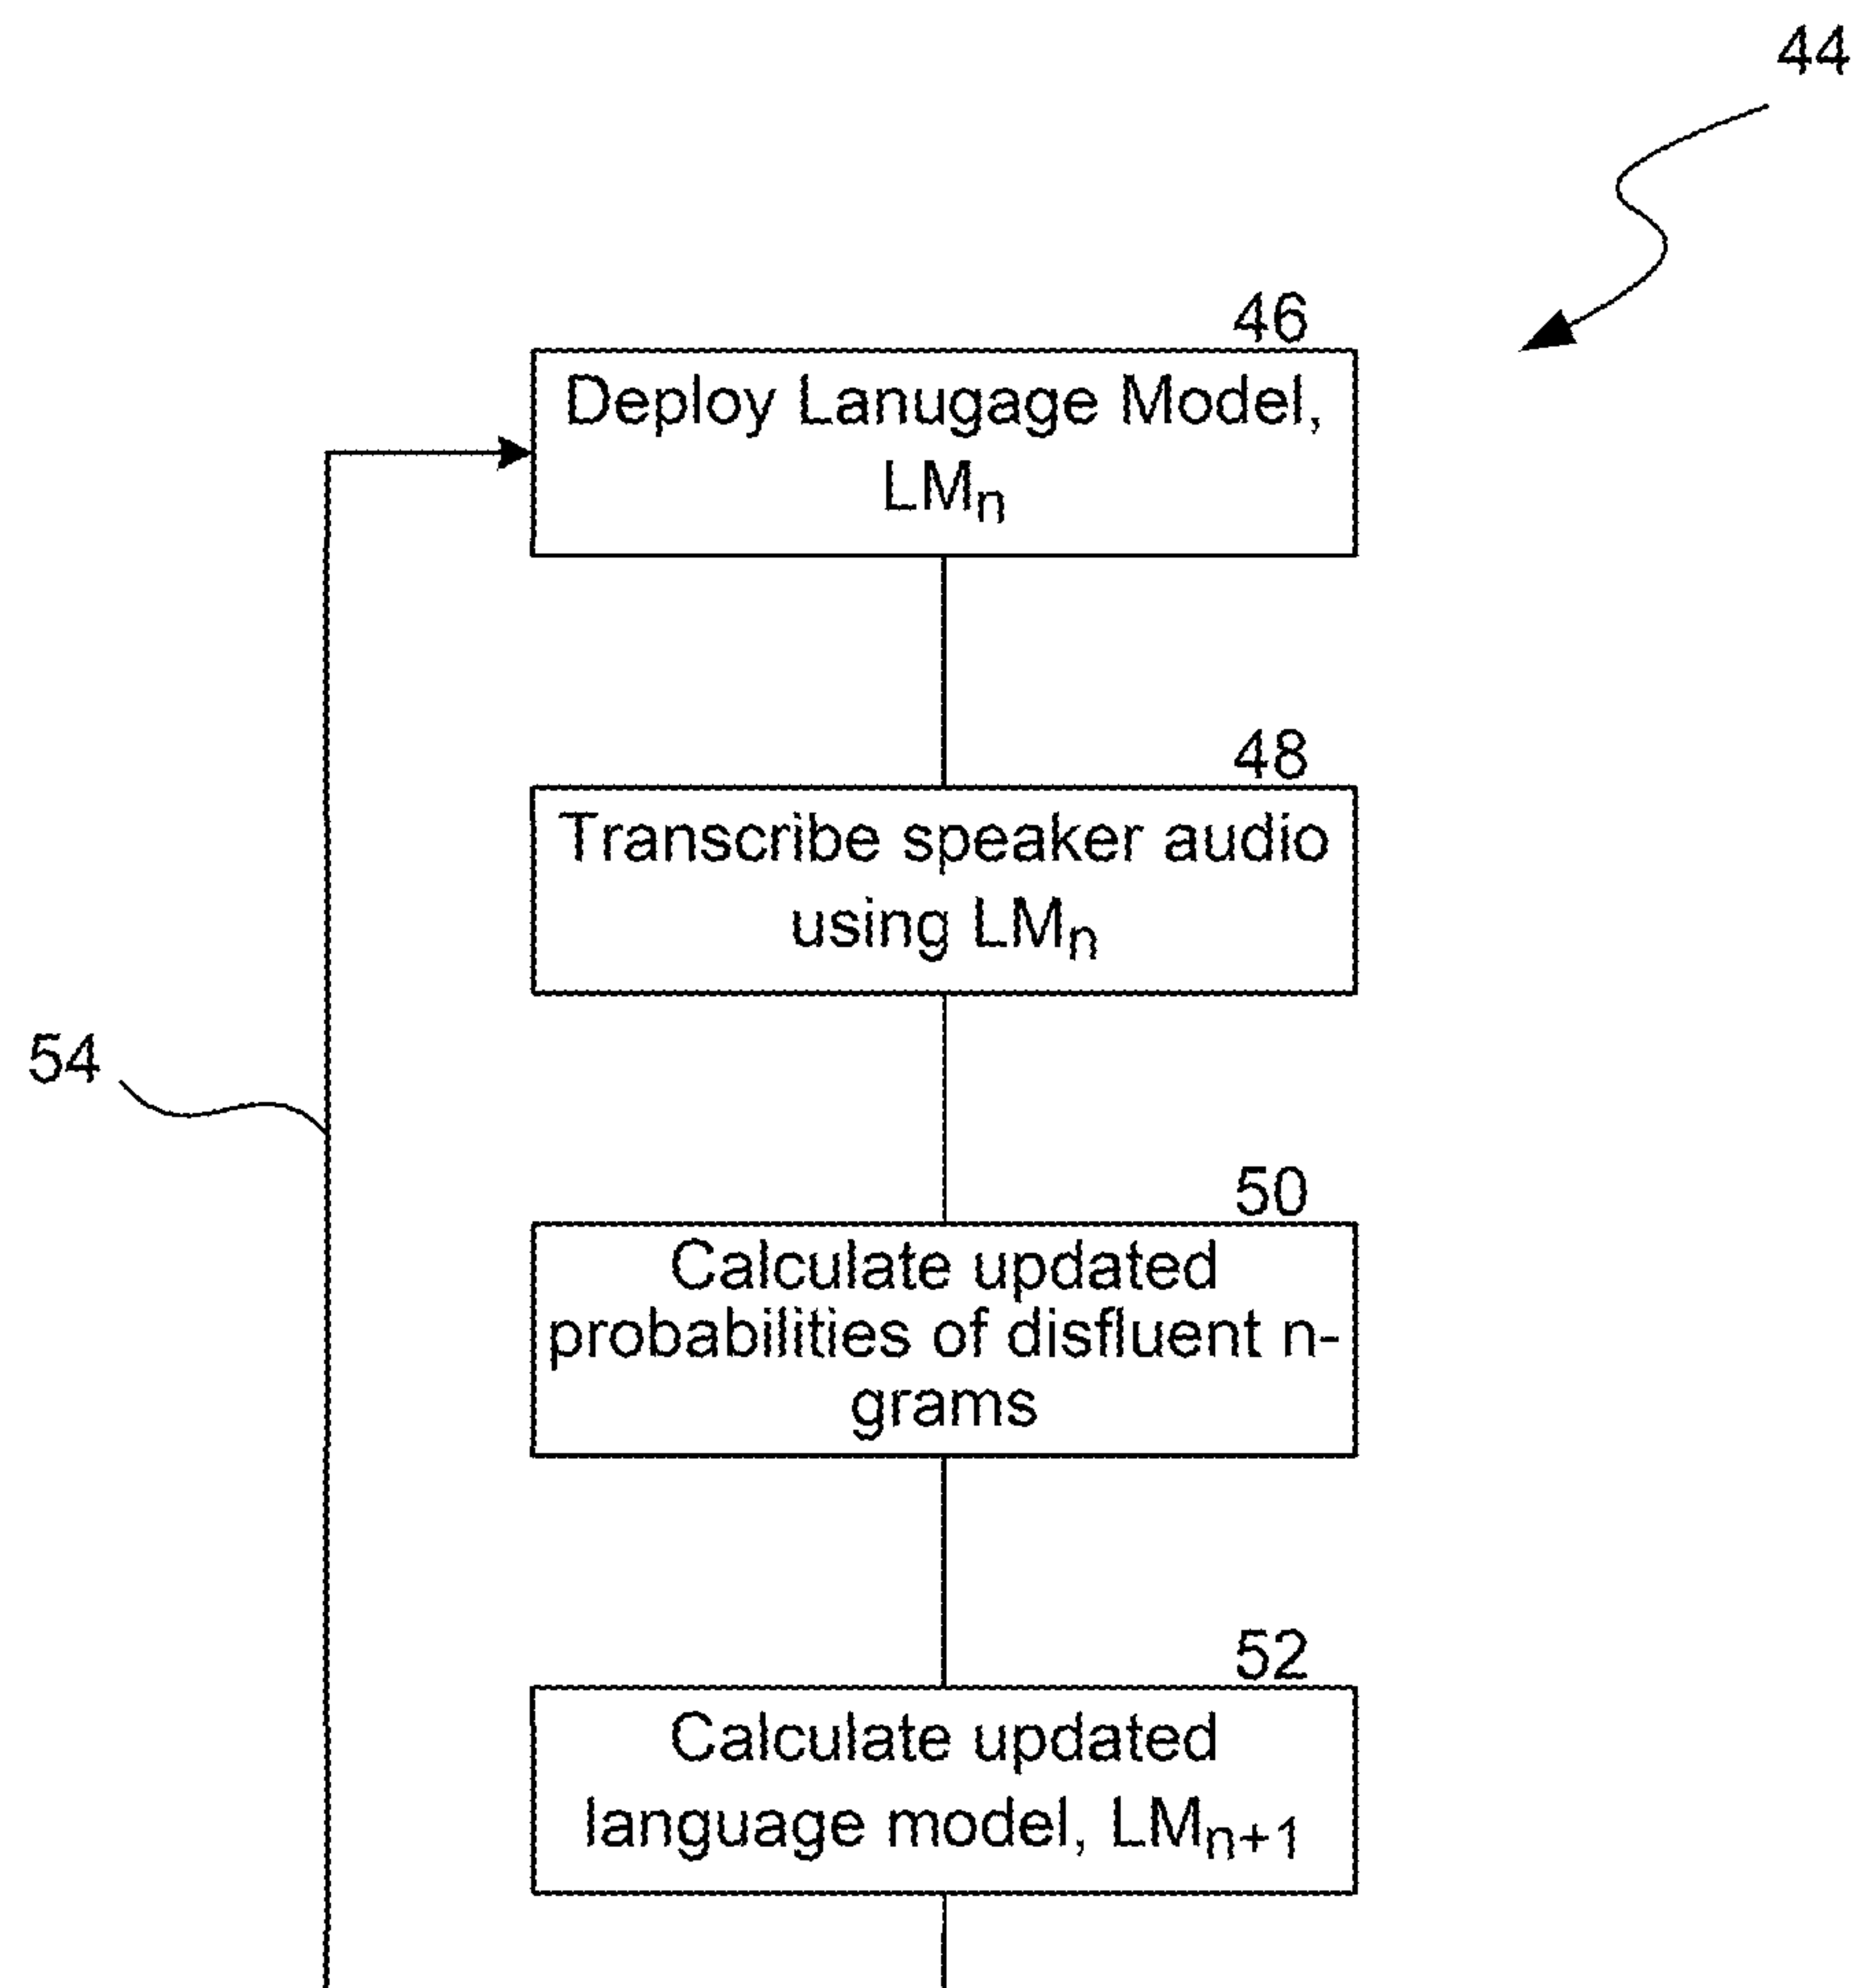 44
46
Deploy Lanugage Model,
LMn
48
Transcribe speaker audio
using LMn
54
50
Calculate updated
probabilities of disfluent n-
grams
52
Calculate updated
language model, LMn+1